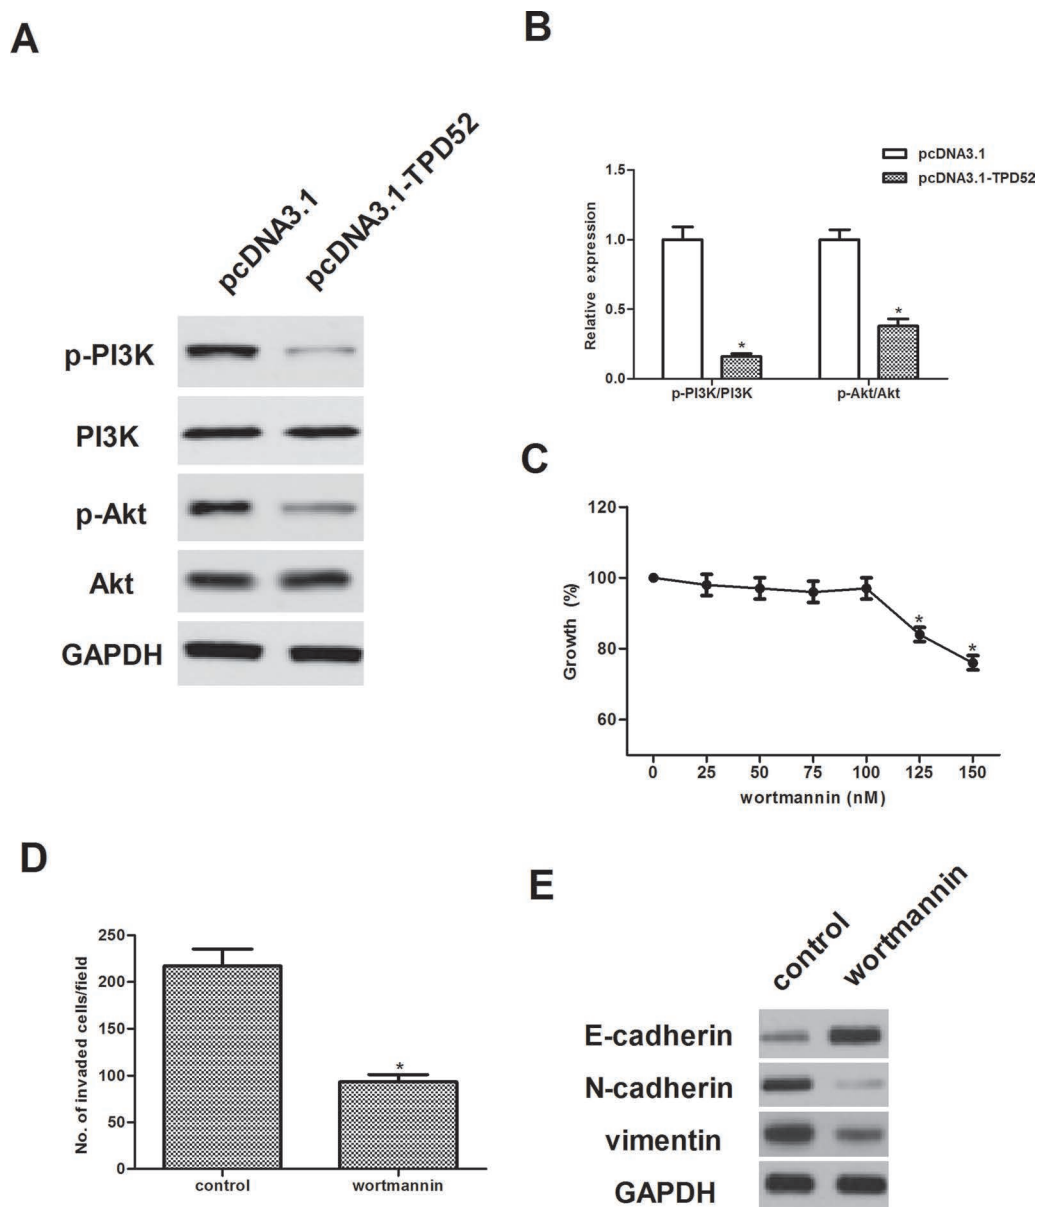 A
pcDNA3.1
pcDNA3.1-TPD52
p-PI3K
PI3K
p-Akt
Akt
GAPDH
B
pcDNA3.1
pcDNA3.1-TPD52
Relative expression
1.5
1.0
0.5
0.0
*
*
p-PI3K/PI3K
p-Akt/Akt
C
Growth (%)
120
100
80
60
*
*
0 25 50 75 100 125 150
wortmannin (nM)
D
No. of invaded cells/field
250
200
150
100
50
0
*
control
wortmannin
E
control
wortmannin
E-cadherin
N-cadherin
vimentin
GAPDH